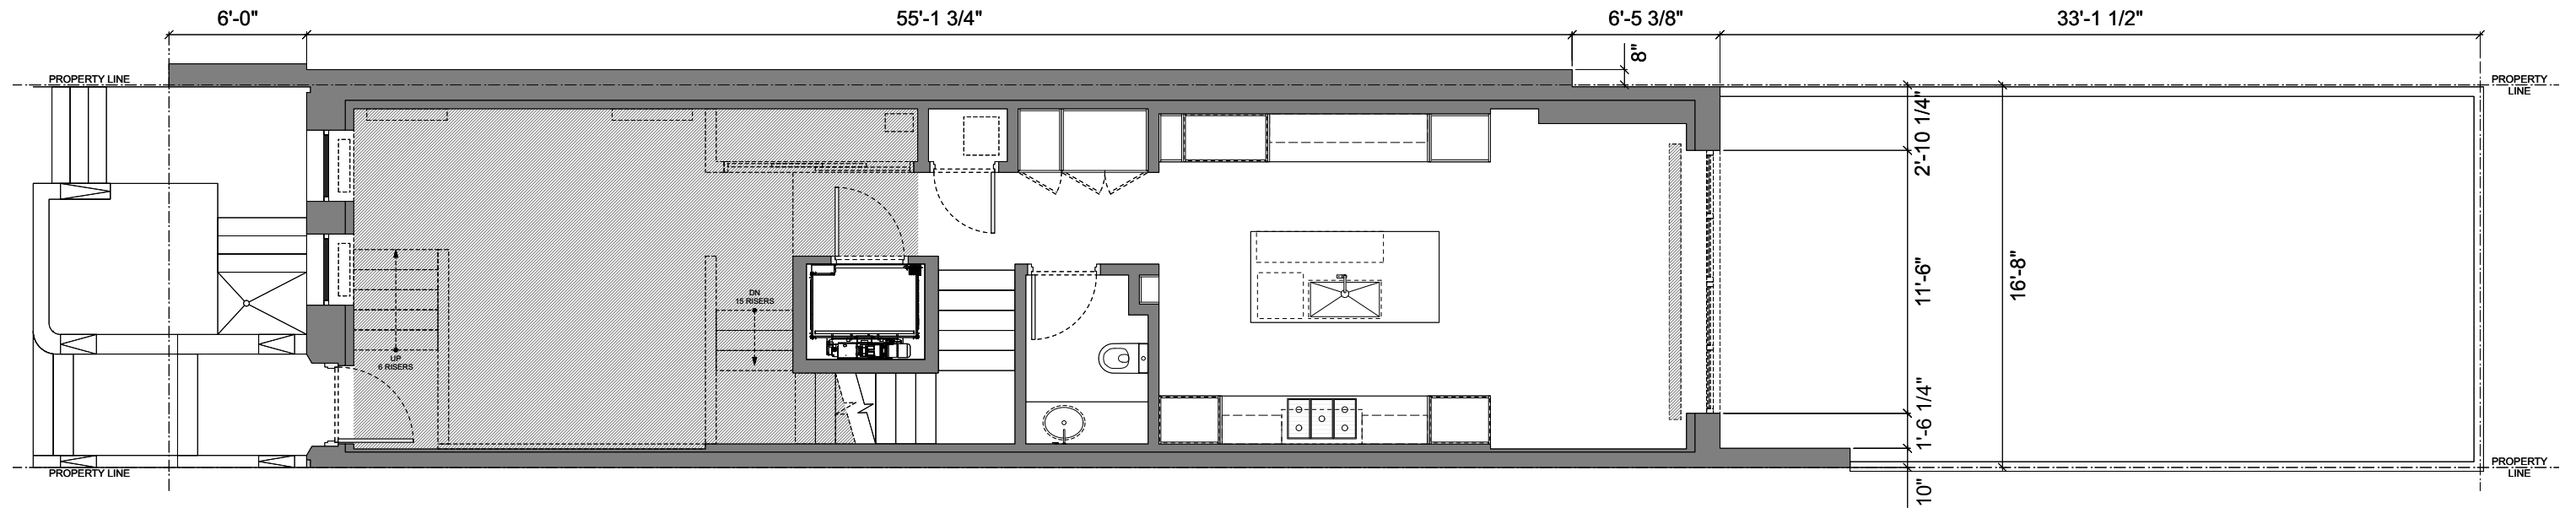 6'-0"
55'-1 3/4"
6'-5 3/8"
33'-1 1/2"
8"
PROPERTY LINE
PROPERTY
LINE
2'-10 1/4"
11'-6"
16'-8"
DN
15 RISERS
UP
6 RISERS
1'-6 1/4"
PROPERTY LINE
PROPERTY
LINE
10"